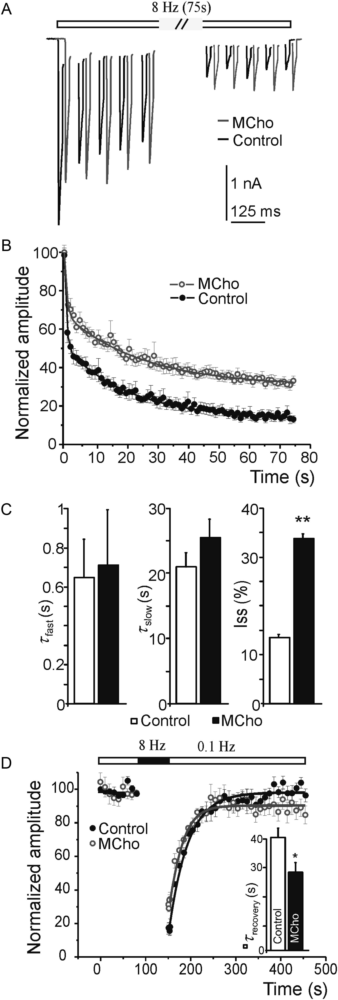 A
8 Hz (75s)
MCho
Control
1 nA
125 ms
B
Normalized amplitude
100
80
60
40
20
0
MCho
Control
0 10 20 30 40 50 60 70 80
Time (s)
C
τfast(s)
1
0.8
0.6
0.2
0
τslow(s)
30
20
10
0
Iss (%)
40
30
10
0
**
Control MCho
D
8 Hz 0.1 Hz
Normalized amplitude
100
80
60
40
20
0
Control
MCho
τrecovery(s)
40
30
0
*
Control
MCho
0 100 200 300 400 500
Time (s)